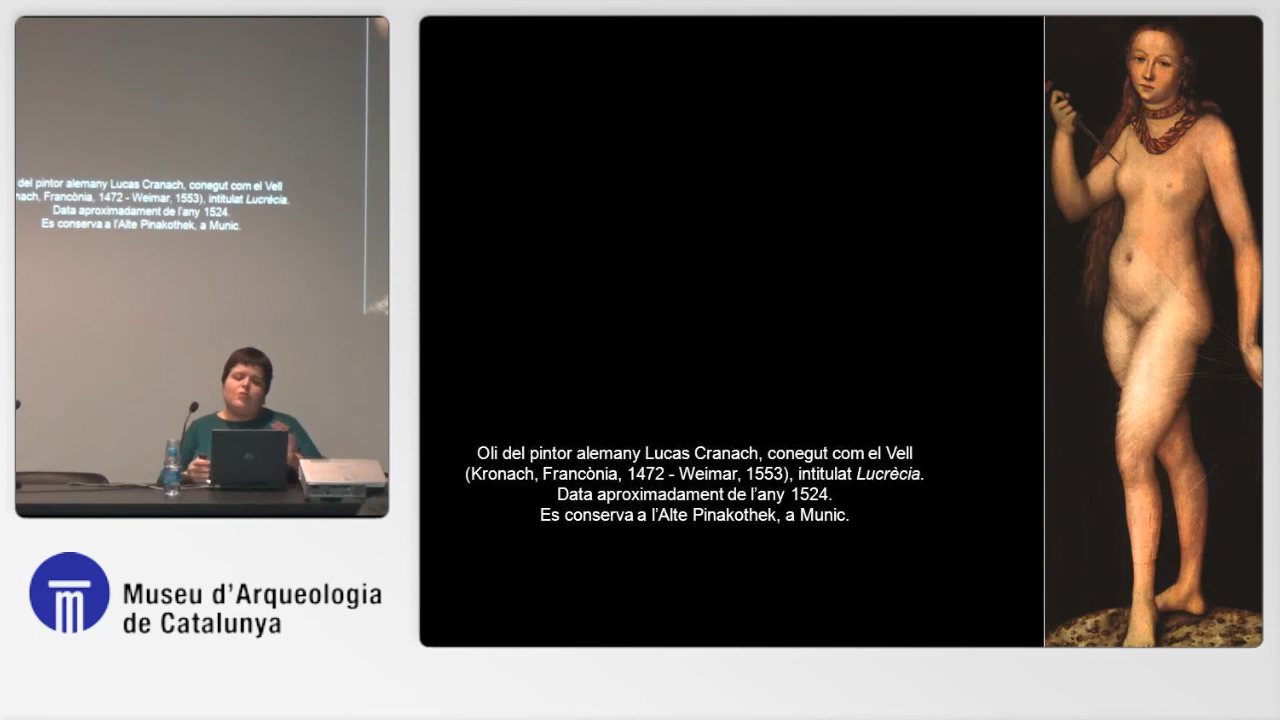 del pintor alemany Lucas Cranach, conegut com el Vell
nach, Francònia, 1472 - Weimar, 1553), intitulat Lucrècia.
Data aproximadament de l'any 1524.
Es conserva a l'Alte Pinakothek, a Munic.
Museu d'Arqueologia
de Catalunya
Oli del pintor alemany Lucas Cranach, conegut com el Vell
(Kronach, Francònia, 1472 - Weimar, 1553), intitulat Lucrècia.
Data aproximadament de l'any 1524.
Es conserva a l'Alte Pinakothek, a Munic.